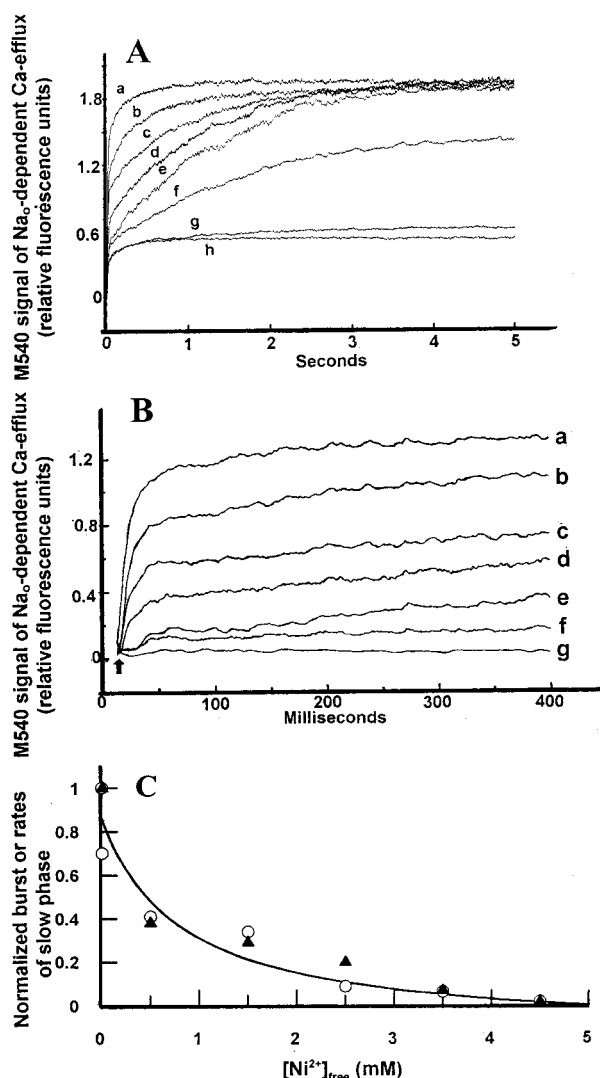 A
M540 signal of Nao-dependent Ca-efflux
(relative fluorescence units)
1.8
1.2
0.6
0
a
b
c
d
e
f
g
h
0
1
2
3
4
5
Seconds
B
M540 signal of Nao-dependent Ca-efflux
(relative fluorescence units)
1.2
0.8
0.4
0
a
b
c
d
e
f
g
0
100
200
300
400
Milliseconds
C
Normalized burst or rates
of slow phase
1
0.8
0.6
0.4
0.2
0
0
1
2
3
4
5
[Ni2+]free (mM)